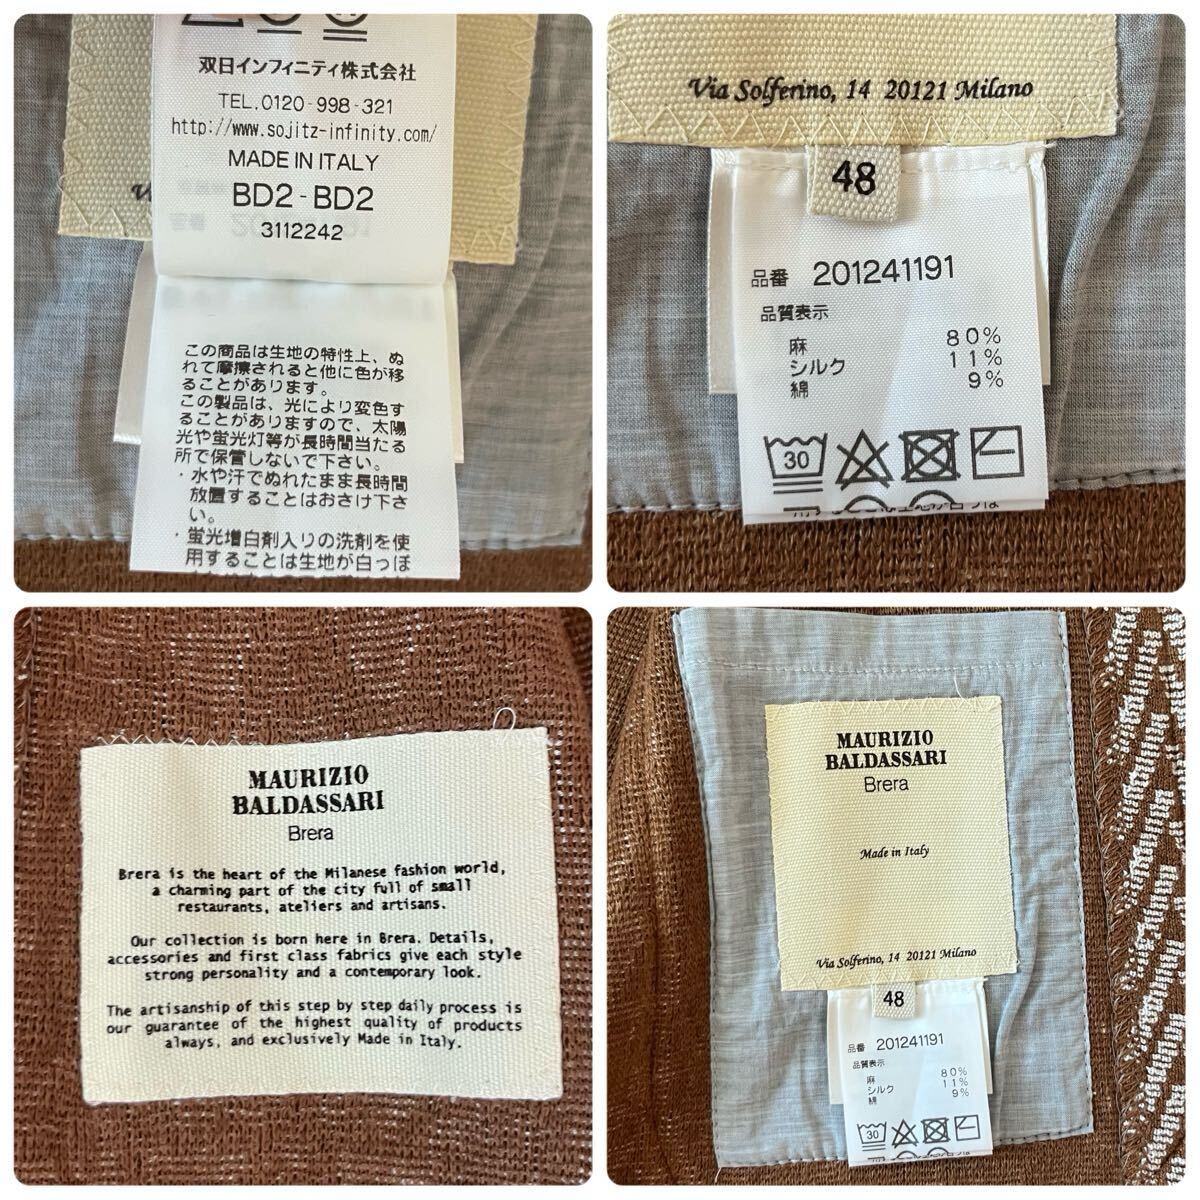 双日インフィニティ株式会社
TEL.0120-998-321
http://www.sojitz-infinity.com/
MADE IN ITALY
BD2-BD2
3112242
この商品は生地の特性上、ぬ
れて摩擦されると他に色が移
ることがあります。
この製品は、光により変色す
ることがありますので、太陽
光や蛍光灯等が長時間当たる
所で保管しないで下さい。
・水や汗でぬれたまま長時間
放置することはおさけ下さ
い。
・蛍光増白剤入りの洗剤を使
用することは生地が白っぽ
Via Solferino, 14 20121 Milano
48
品番 201241191
品質表示
麻 80%
シルク 11%
綿 9%
30
MAURIZIO
BALDASSARI
Brera
Brera is the heart of the Milanese fashion world,
a charming part of the city full of small
restaurants, ateliers and artisans.
Our collection is born here in Brera. Details,
accessories and first class fabrics give each style
strong personality and a contemporary look.
The artisanship of this step by step daily process is
our guarantee of the highest quality of products
always, and exclusively Made in Italy.
MAURIZIO
BALDASSARI
Brera
Made in Italy
Via Solferino, 14 20121 Milano
48
品番 201241191
品質表示
麻 80%
シルク 11%
綿 9%
30